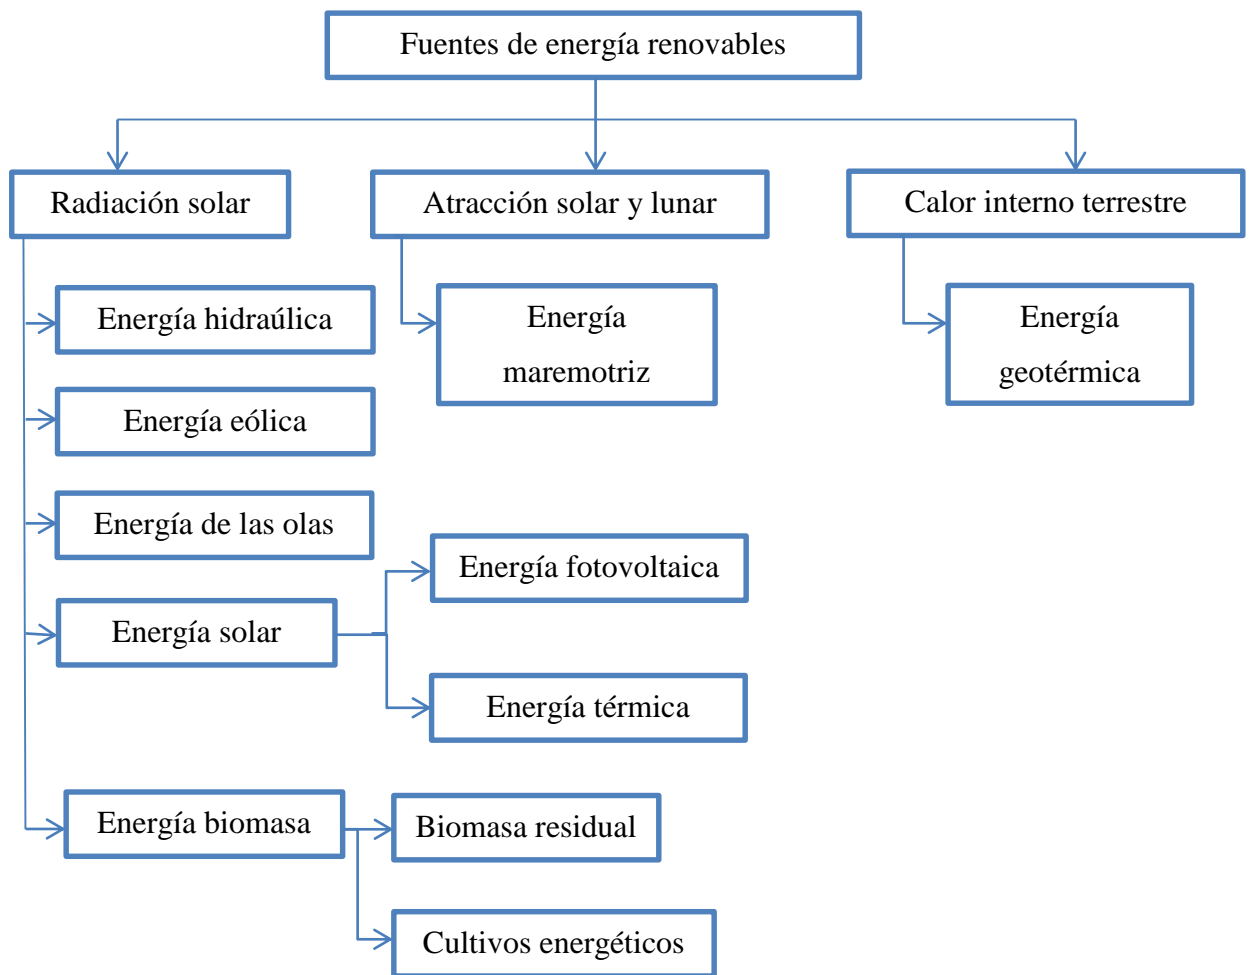 Fuentes de energía renovables
Radiación solar
Atracción solar y lunar
Calor interno terrestre
Energía hidraúlica
Energía
maremotriz
Energía
geotérmica
Energía eólica
Energía de las olas
Energía fotovoltaica
Energía solar
Energía térmica
Energía biomasa
Biomasa residual
Cultivos energéticos